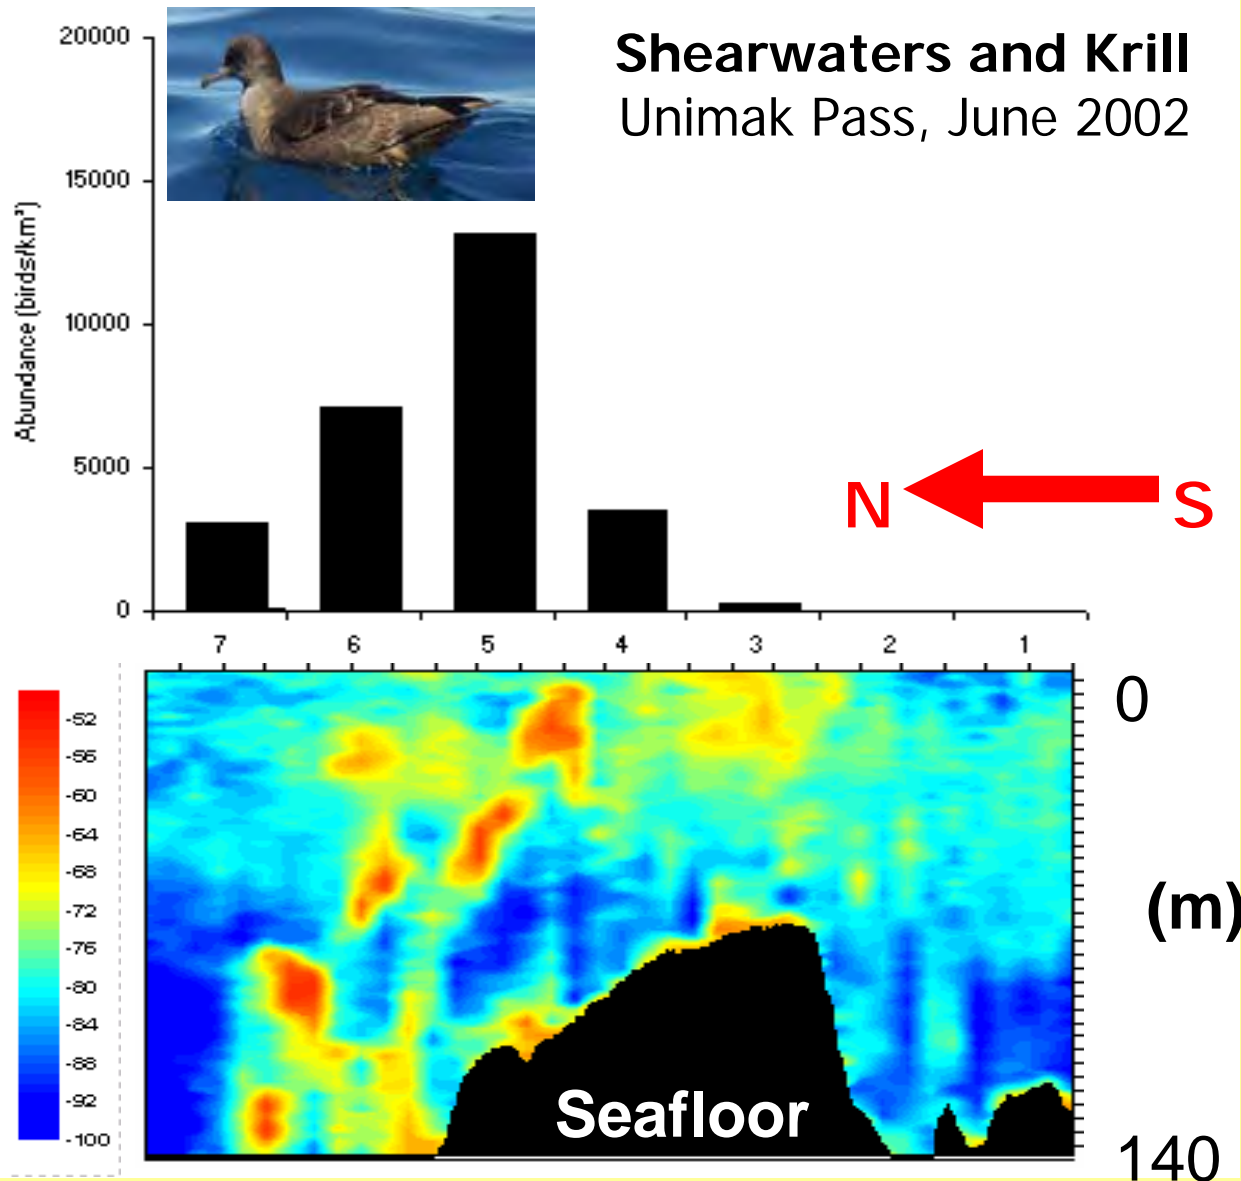 Shearwaters and Krill
Unimak Pass, June 2002
Abundance (birds/km²)
20000
15000
10000
5000
0
N S
7 6 5 4 3 2 1
-52
-56
-60
-64
-68
-72
-76
-80
-84
-88
-92
-100
0
(m)
140
Seafloor